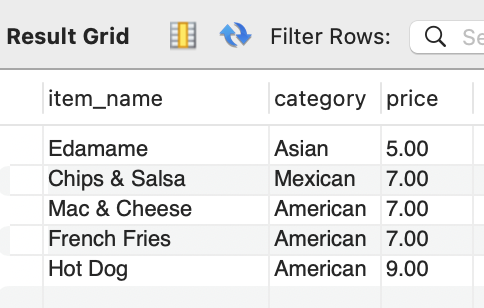 Result Grid Filter Rows: Se
item_name category price
Edamame Asian 5.00
Chips & Salsa Mexican 7.00
Mac & Cheese American 7.00
French Fries American 7.00
Hot Dog American 9.00